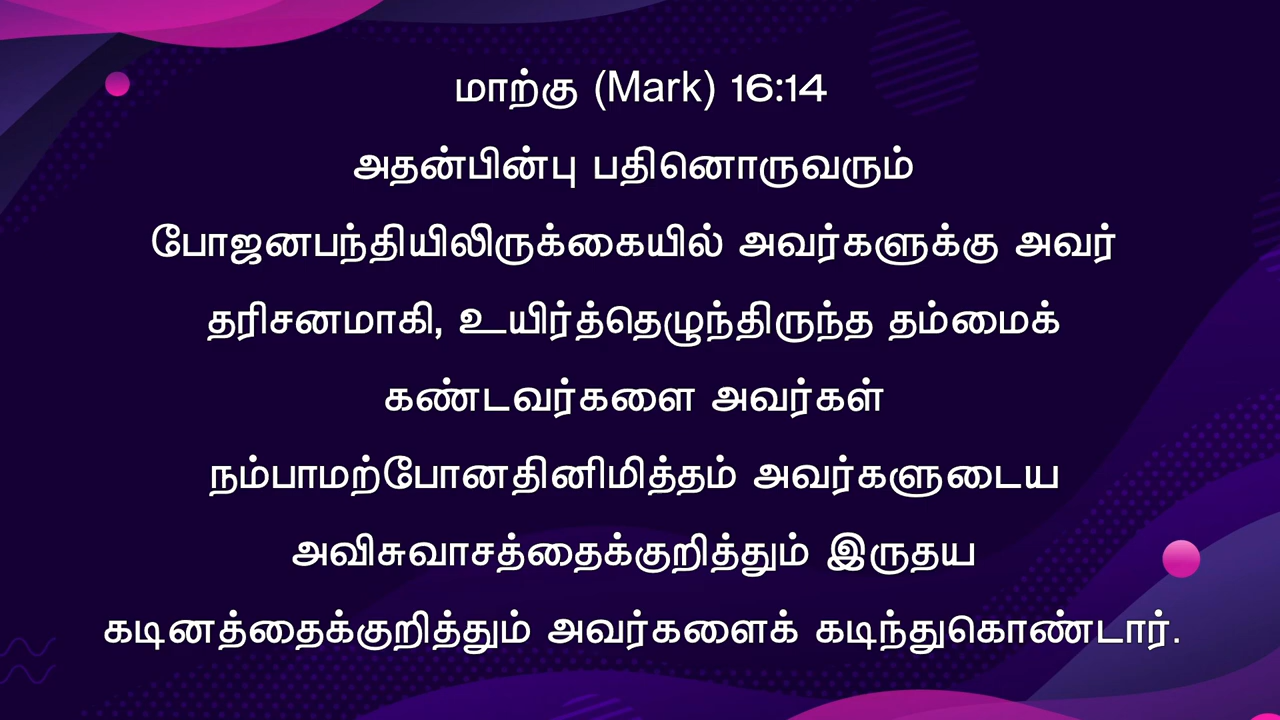 மாற்கு (Mark) 16:14
அதன்பின்பு பதினொருவரும்
போஜனபந்தியிலிருக்கையில் அவர்களுக்கு அவர்
தரிசனமாகி, உயிர்த்தெழுந்திருந்த தம்மைக்
கண்டவர்களை அவர்கள்
நம்பாமற்போனதினிமித்தம் அவர்களுடைய
அவிசுவாசத்தைக்குறித்தும் இருதய
கடினத்தைக்குறித்தும் அவர்களைக் கடிந்துகொண்டார்.